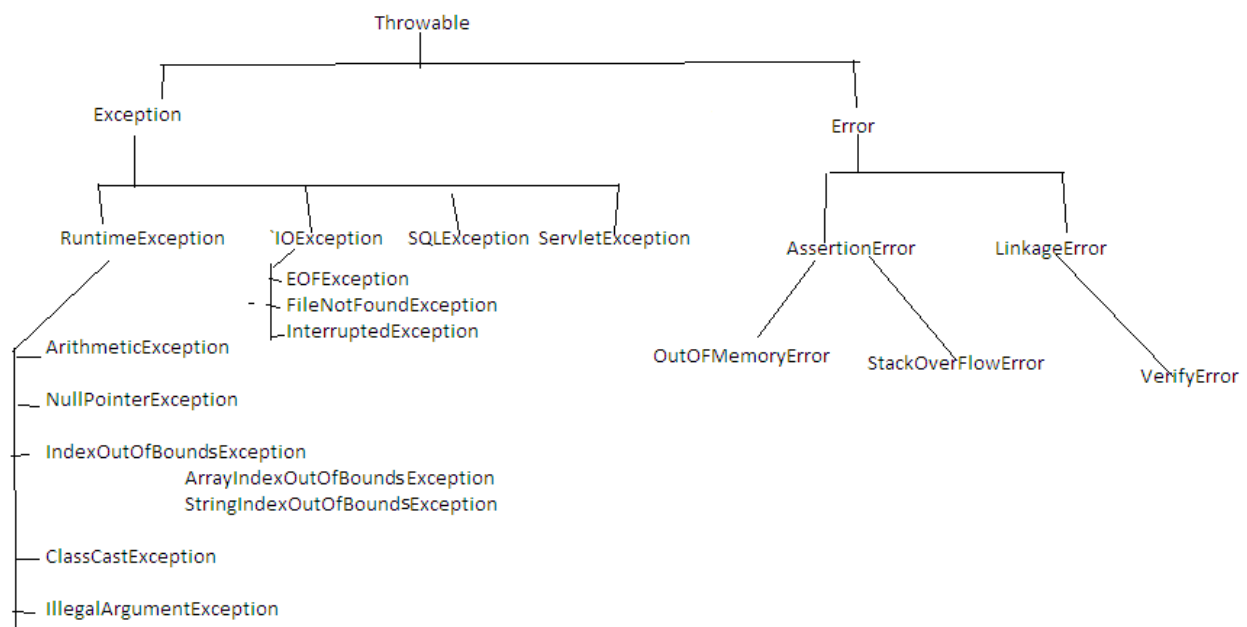 Throwable
Exception
Error
RuntimeException `IOException SQLException ServletException
AssertionError LinkageError
EOFException
FileNotFoundException
InterruptedException
ArithmeticException
OutOFMemoryError StackOverFlowError VerifyError
NullPointerException
IndexOutOfBoundsException
ArrayIndexOutOfBoundsException
StringIndexOutOfBoundsException
ClassCastException
IllegalArgumentException